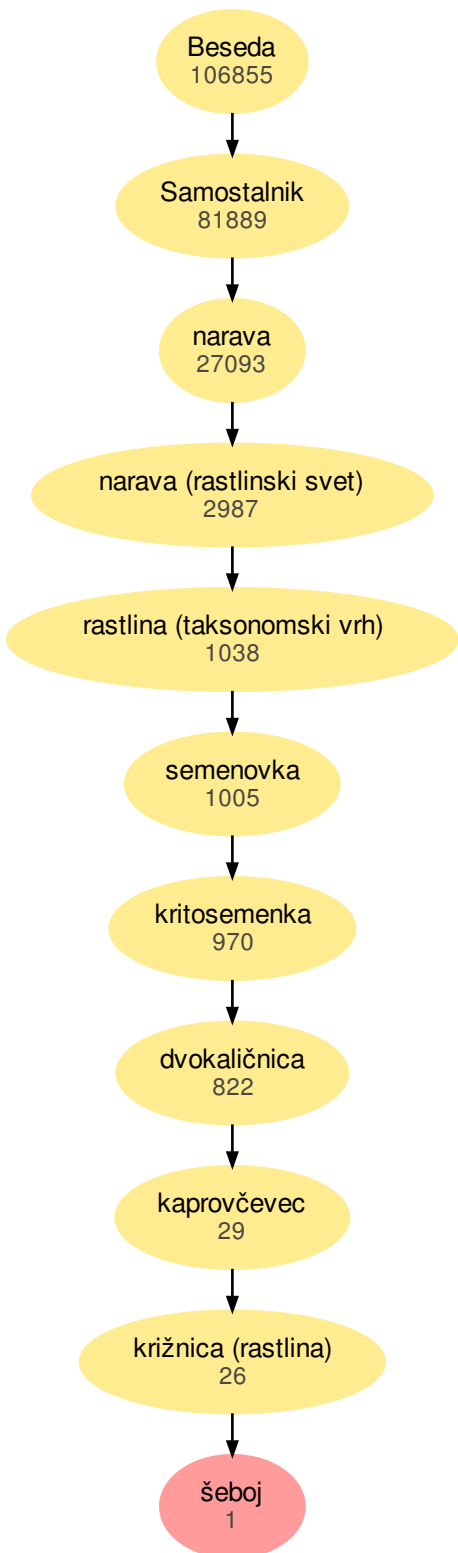 Beseda
106855
Samostalnik
81889
narava
27093
narava (rastlinski svet)
2987
rastlina (taksonomski vrh)
1038
semenovka
1005
kritosemenka
970
dvokaličnica
822
kaprovčevec
29
križnica (rastlina)
26
šeboj
1